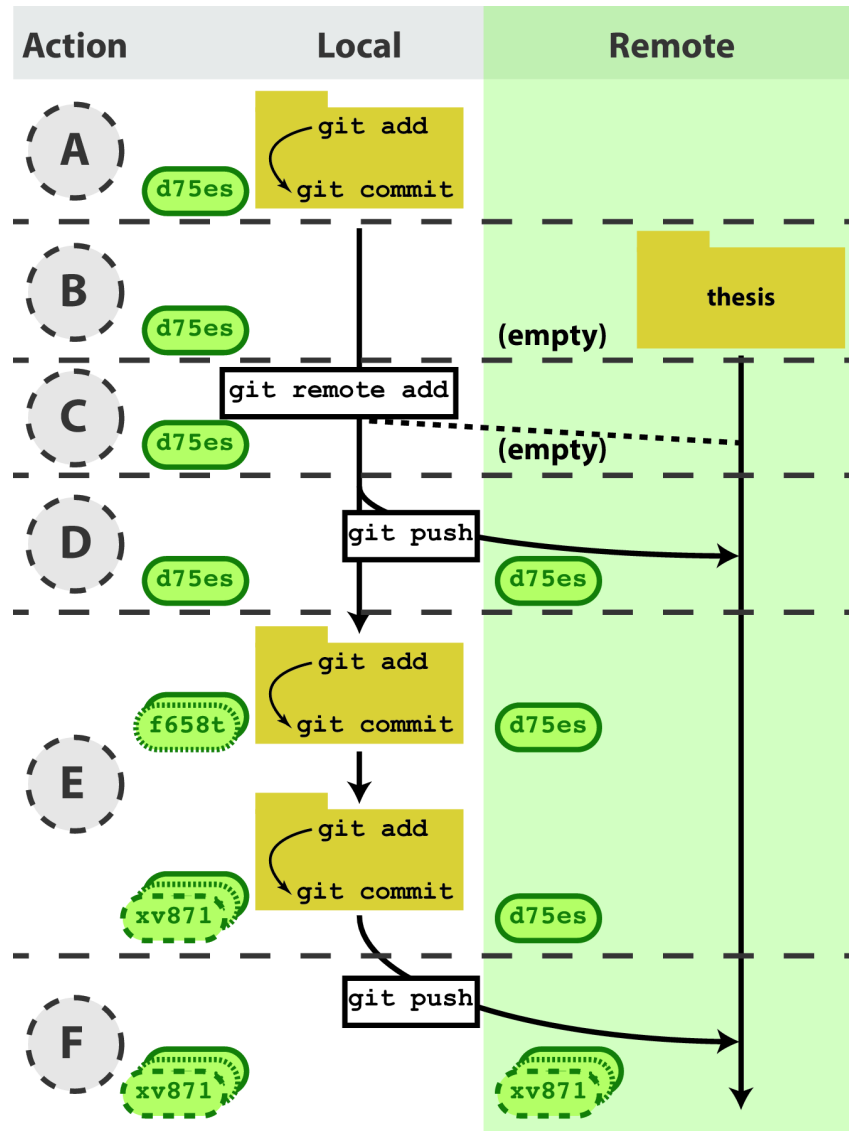 Action Local Remote
A
git add
git commit
d75es
B
thesis
d75es
(empty)
git remote add
C
d75es
(empty)
D
git push
d75es
d75es
git add
f658t
git commit
d75es
E
git add
git commit
xv871
d75es
git push
F
xv871
xv871